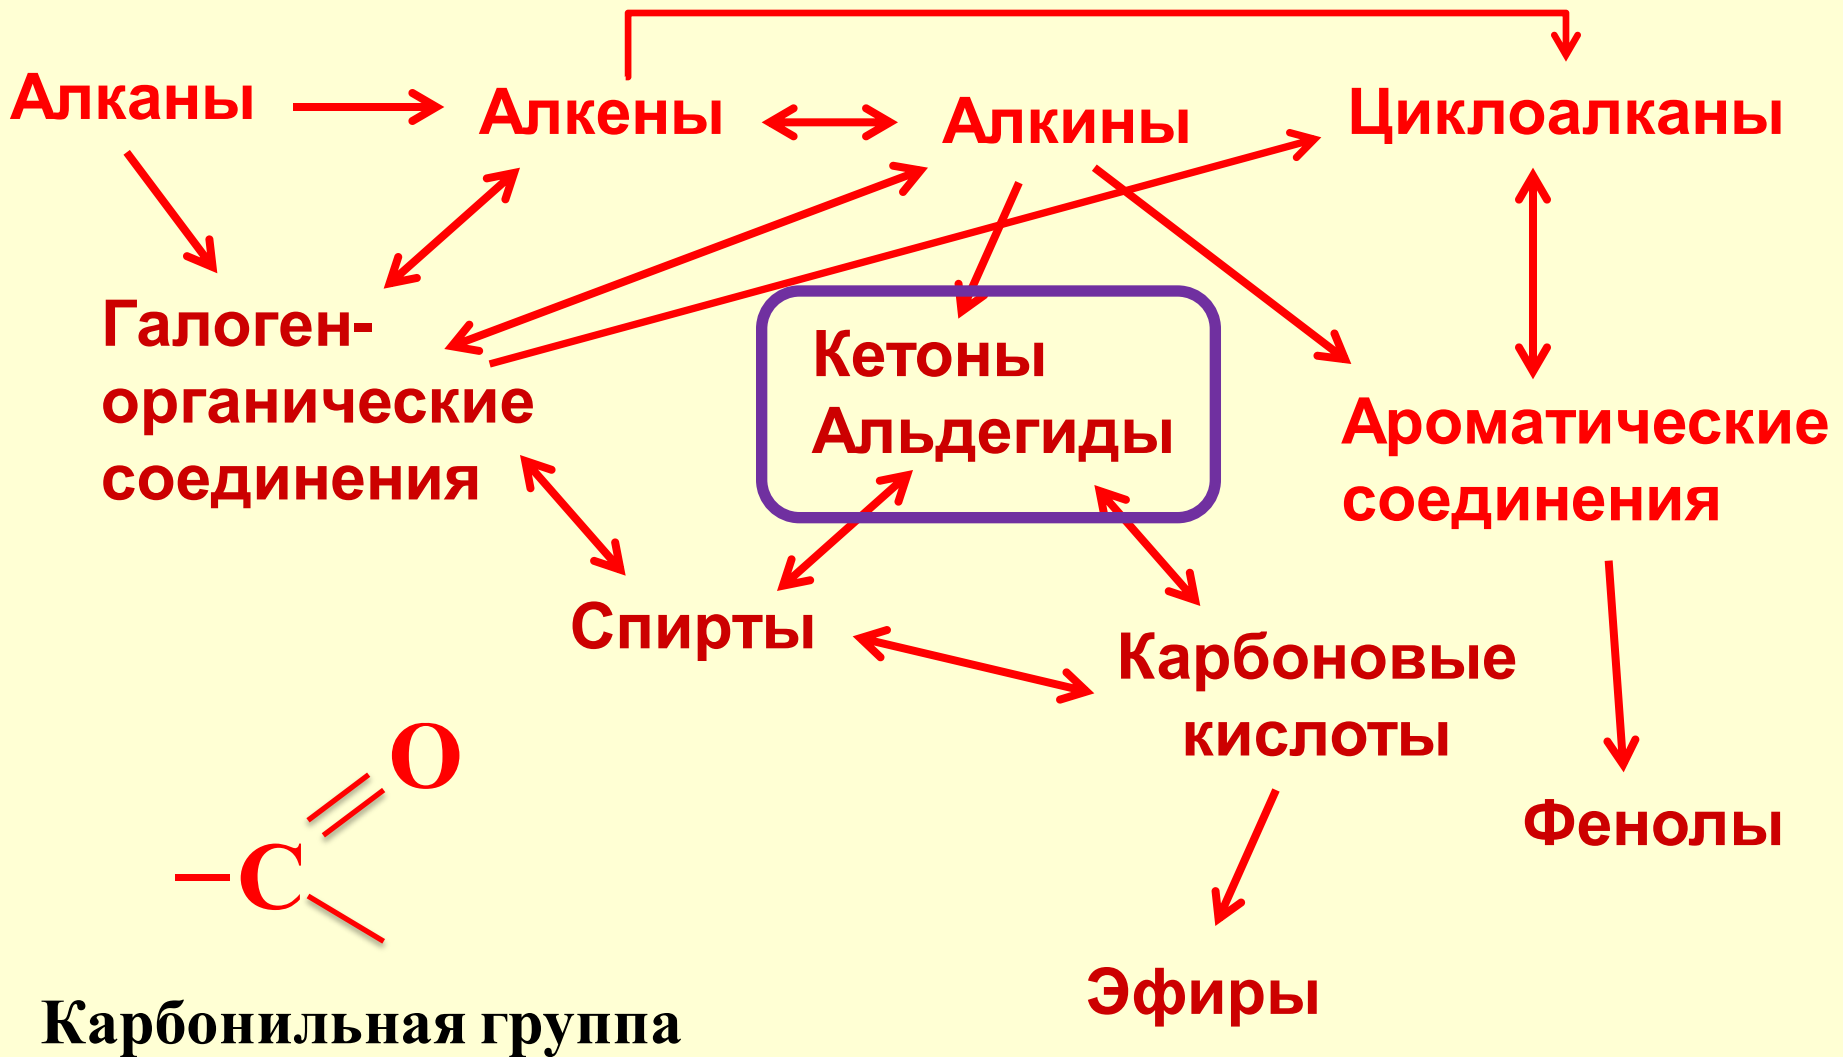 Алканы
Алкены
Алкины
Циклоалканы
Галоген-
органические
соединения
Кетоны
Альдегиды
Ароматические
соединения
Спирты
Карбоновые
кислоты
Фенолы
Эфиры
O
C
Карбонильная группа